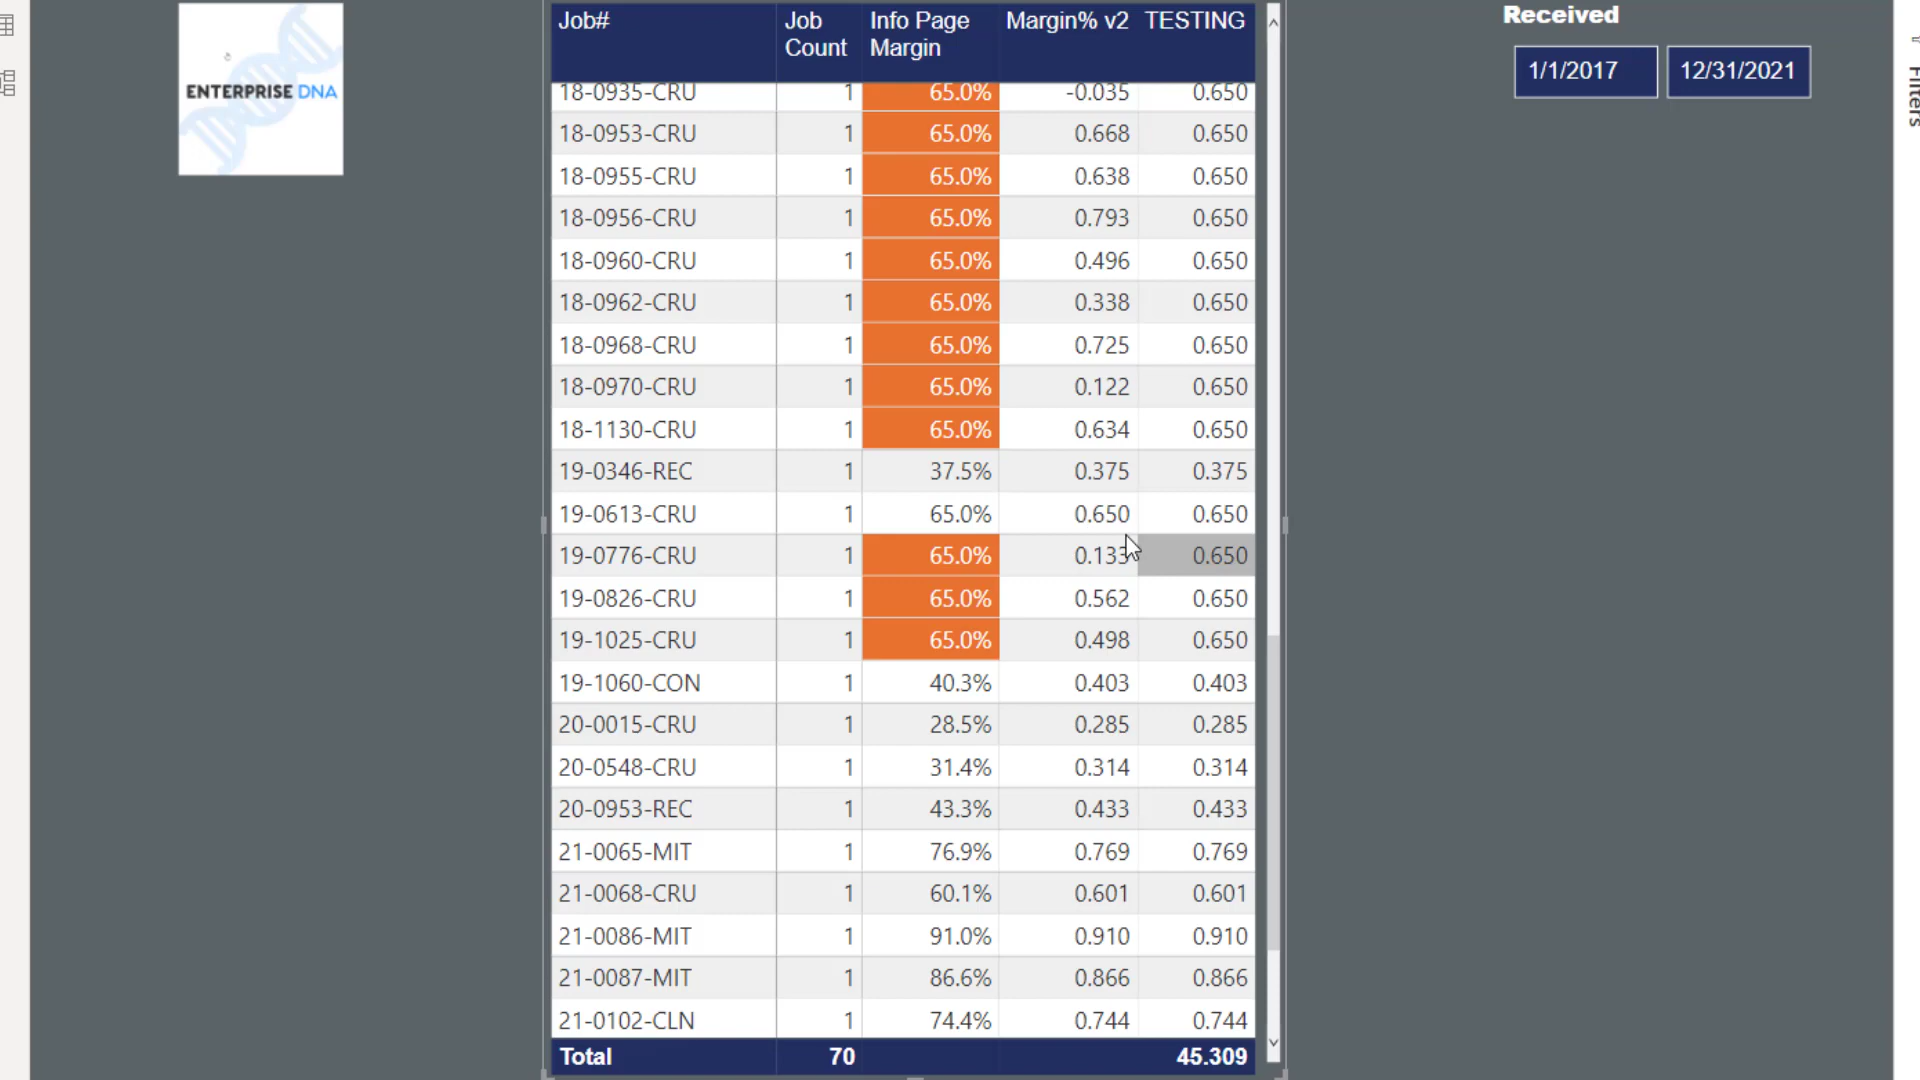 ENTERPRISE DNA
Job# Job Count Info Page Margin Margin% v2 TESTING
18-0935-CRU 1 65.0% -0.035 0.650
18-0953-CRU 1 65.0% 0.668 0.650
18-0955-CRU 1 65.0% 0.638 0.650
18-0956-CRU 1 65.0% 0.793 0.650
18-0960-CRU 1 65.0% 0.496 0.650
18-0962-CRU 1 65.0% 0.338 0.650
18-0968-CRU 1 65.0% 0.725 0.650
18-0970-CRU 1 65.0% 0.122 0.650
18-1130-CRU 1 65.0% 0.634 0.650
19-0346-REC 1 37.5% 0.375 0.375
19-0613-CRU 1 65.0% 0.650 0.650
19-0776-CRU 1 65.0% 0.133 0.650
19-0826-CRU 1 65.0% 0.562 0.650
19-1025-CRU 1 65.0% 0.498 0.650
19-1060-CON 1 40.3% 0.403 0.403
20-0015-CRU 1 28.5% 0.285 0.285
20-0548-CRU 1 31.4% 0.314 0.314
20-0953-REC 1 43.3% 0.433 0.433
21-0065-MIT 1 76.9% 0.769 0.769
21-0068-CRU 1 60.1% 0.601 0.601
21-0086-MIT 1 91.0% 0.910 0.910
21-0087-MIT 1 86.6% 0.866 0.866
21-0102-CLN 1 74.4% 0.744 0.744
Total 70 45.309
Received
1/1/2017 12/31/2021
Filters